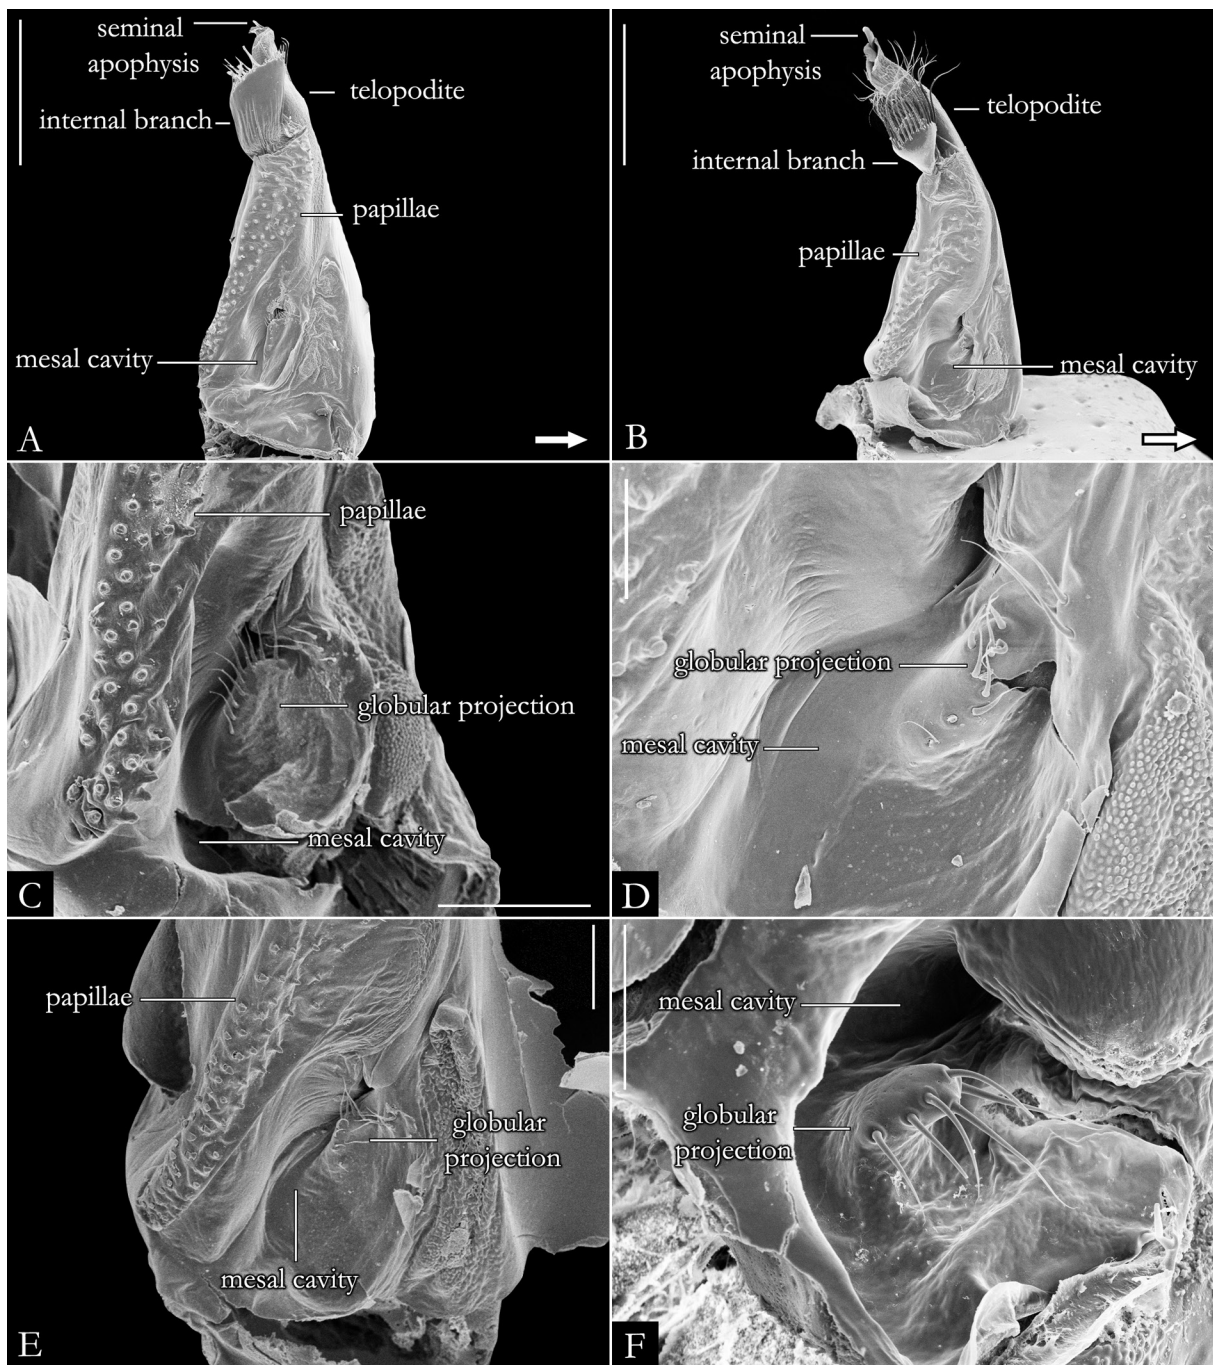 seminal
apophysis
telopodite
internal branch
papillae
mesal cavity
A
seminal
apophysis
telopodite
internal branch
papillae
mesal cavity
B
papillae
globular projection
mesal cavity
C
globular projection
mesal cavity
D
papillae
globular
projection
mesal cavity
E
mesal cavity
globular
projection
F